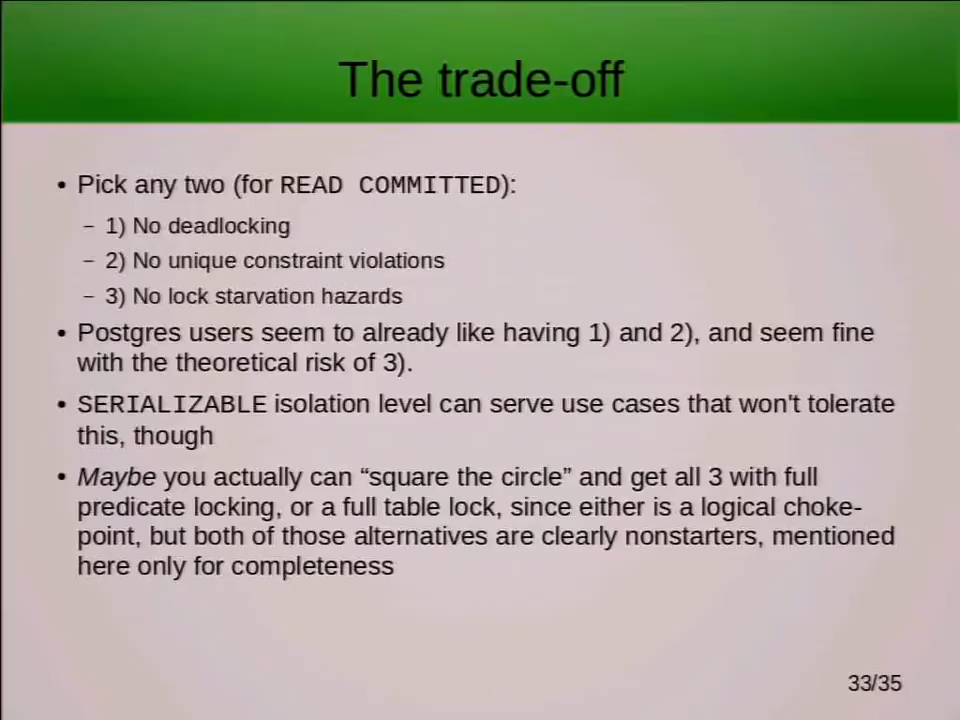 The trade-off
• Pick any two (for READ COMMITTED):
– 1) No deadlocking
– 2) No unique constraint violations
– 3) No lock starvation hazards
• Postgres users seem to already like having 1) and 2), and seem fine
with the theoretical risk of 3).
• SERIALIZABLE isolation level can serve use cases that won't tolerate
this, though
• Maybe you actually can “square the circle” and get all 3 with full
predicate locking, or a full table lock, since either is a logical choke-
point, but both of those alternatives are clearly nonstarters, mentioned
here only for completeness
33/35